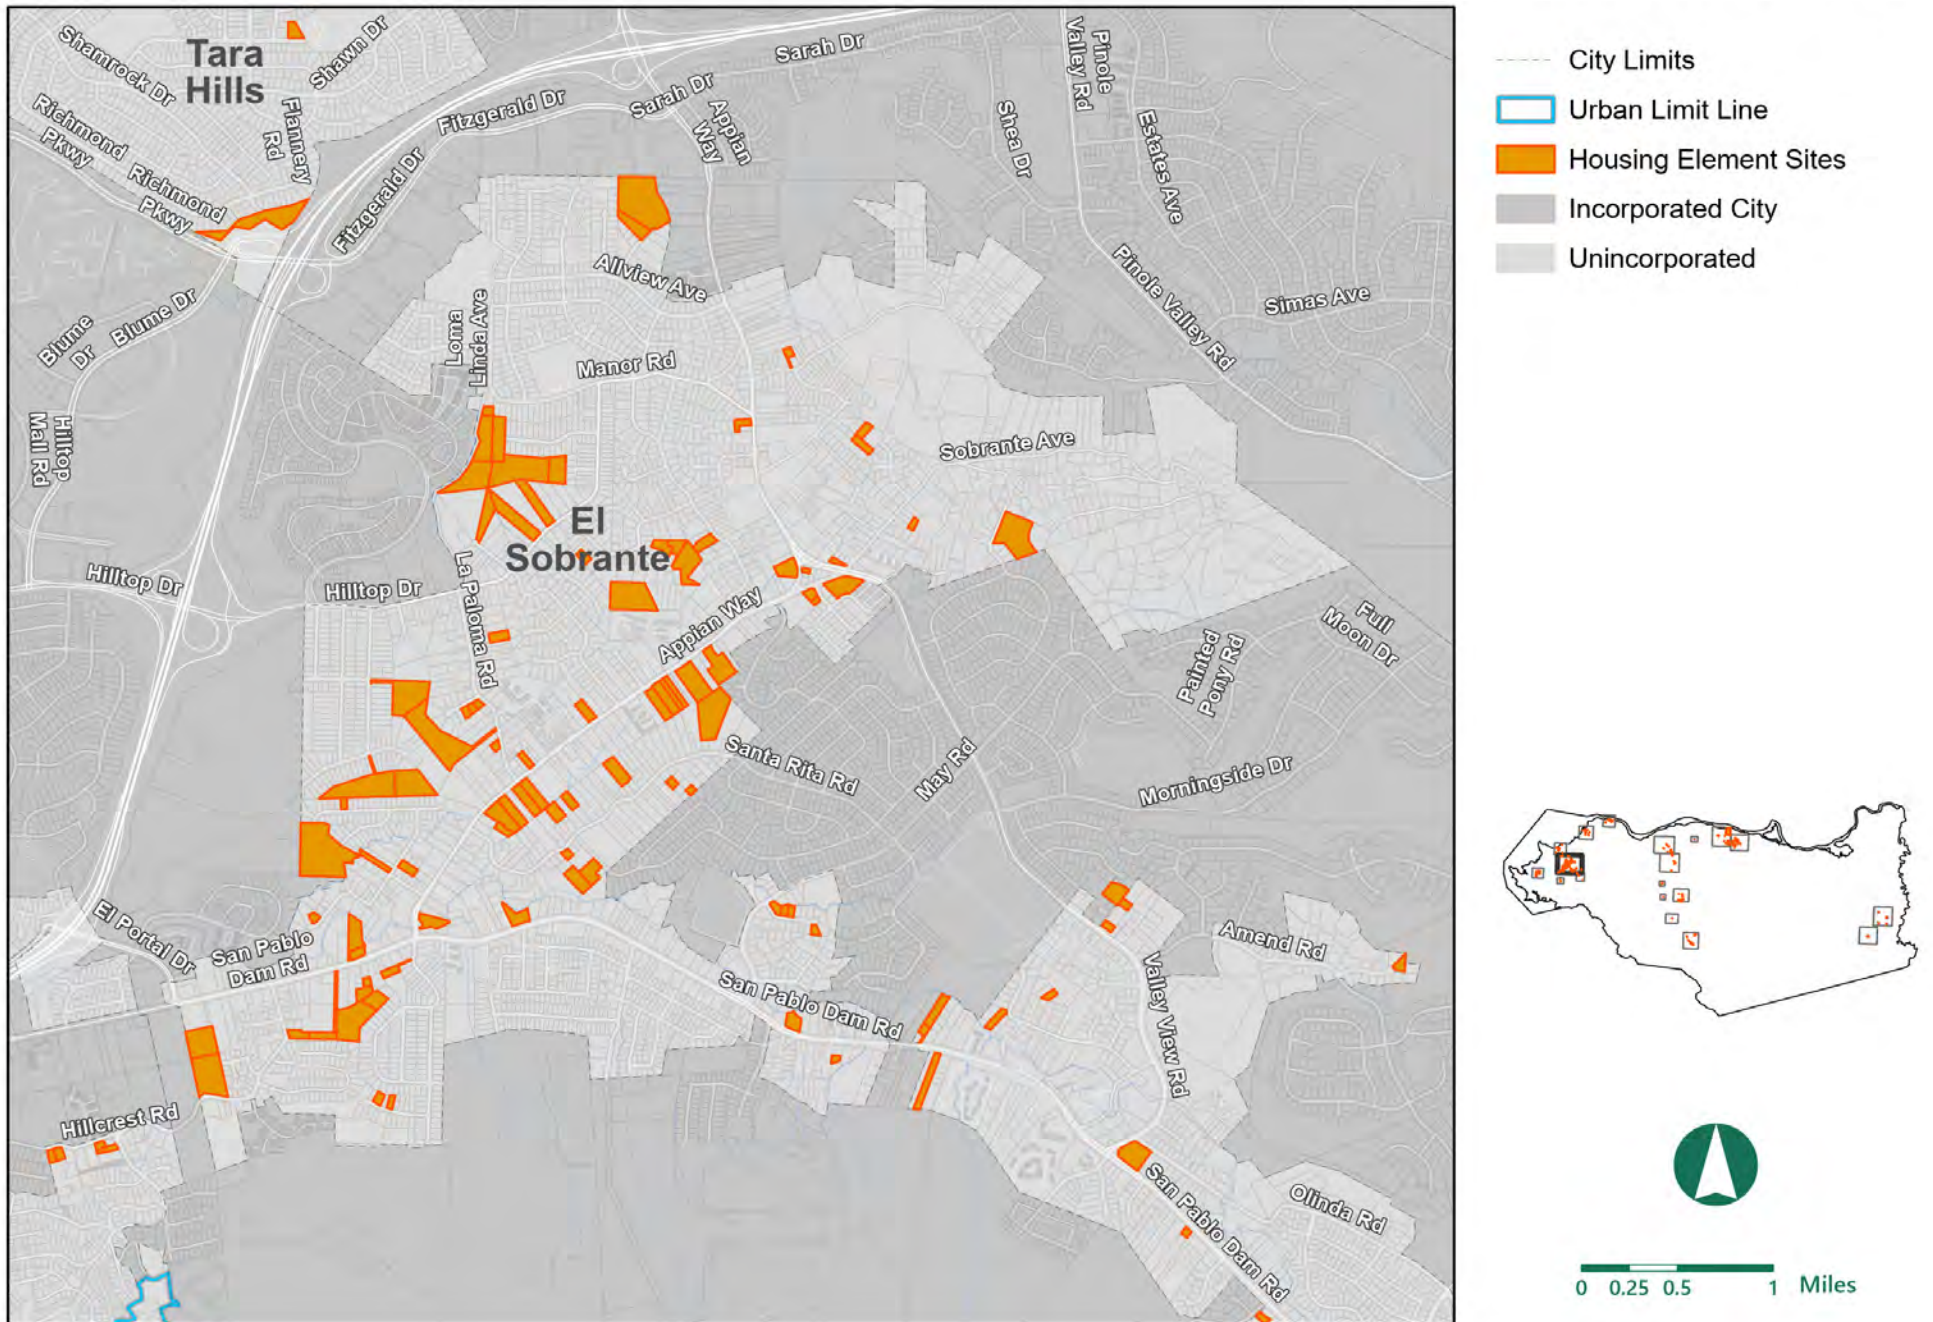 Tara
Hills
Shamrock Dr
Shawn Dr
Richmond
Pkwy
Flannery
Rd
Richmond
Pkwy
Fitzgerald Dr
Fitzgerald Dr
Sarah Dr
Sarah Dr
Appian
Way
Pinole
Valley Rd
Shea Dr
Estates Ave
Pinole Valley Rd
Simas Ave
Blume
Dr
Blume Dr
Allview Ave
Loma
Linda Ave
Manor Rd
Hilltop
Mall Rd
Sobrante Ave
El
Sobrante
Hilltop Dr
Hilltop Dr
La Paloma Rd
Appian Way
Full
Moon Dr
Painted
Pony Rd
Santa Rita Rd
May Rd
Morningside Dr
El Portal Dr
San Pablo
Dam Rd
San Pablo Dam Rd
Amend Rd
Valley View Rd
Hillcrest Rd
San Pablo Dam Rd
Olinda Rd
City Limits
Urban Limit Line
Housing Element Sites
Incorporated City
Unincorporated
0 0.25 0.5 1 Miles